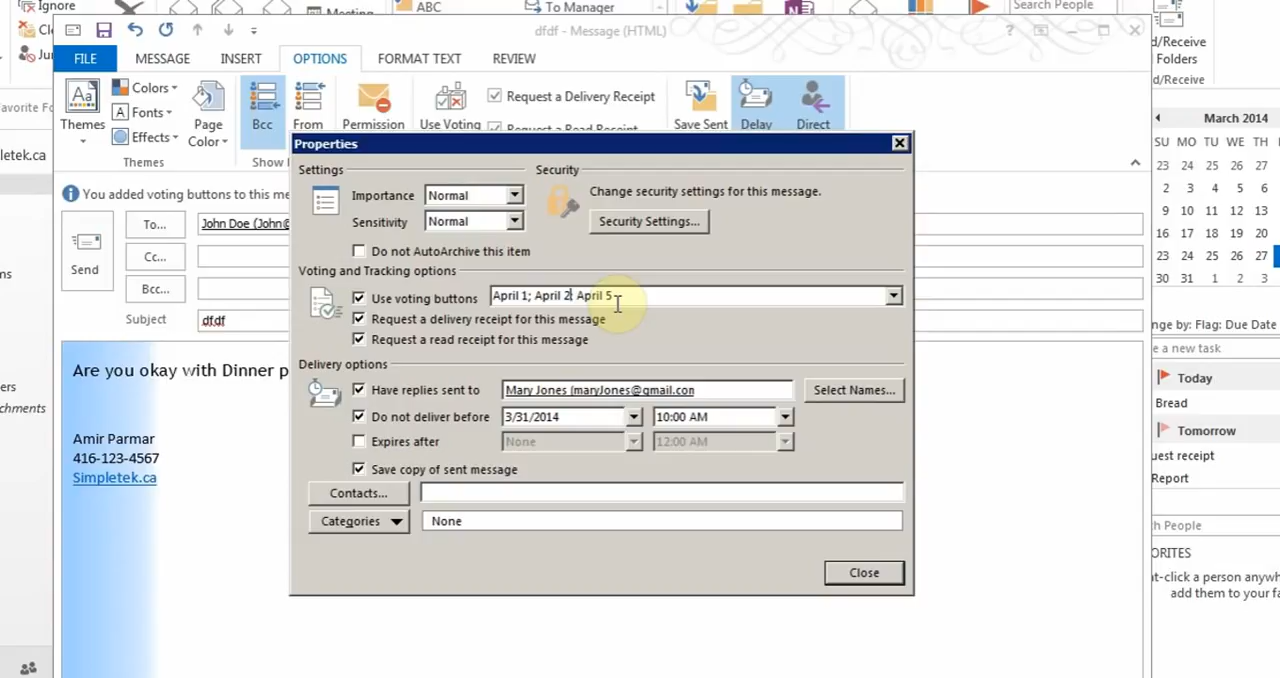 Ignore
Meeting
ABC
To Manager
Search People
dfdf - Message (HTML)
?
FILE
MESSAGE
INSERT
OPTIONS
FORMAT TEXT
REVIEW
d/Receive
Folders
d/Receive
Themes
Colors
Fonts
Effects
Page
Color
Themes
Bcc
From
Show
Permission
Use Voting
Request a Delivery Receipt
Request a Read Receipt
Save Sent
Delay
Direct
avorite Fo
etek.ca
You added voting buttons to this me
To...
John Doe (John@
Cc...
Bcc...
Send
Subject
dfdf
Are you okay with Dinner p
Amir Parmar
416-123-4567
Simpletek.ca
ms
ers
chments
Properties
Settings
Security
Importance
Normal
Sensitivity
Normal
Change security settings for this message.
Security Settings...
Do not AutoArchive this item
Voting and Tracking options
Use voting buttons
April 1; April 2; April 5
Request a delivery receipt for this message
Request a read receipt for this message
Delivery options
Have replies sent to
Mary Jones (maryJones@gmail.con
Select Names...
Do not deliver before
3/31/2014
10:00 AM
Expires after
None
12:00 AM
Save copy of sent message
Contacts...
Categories
None
Close
March 2014
SU MO TU WE TH
23 24 25 26 27
2 3 4 5 6
9 10 11 12 13
16 17 18 19 20
23 24 25 26 27
30 31 1 2 3
nge by: Flag: Due Date
e a new task
Today
Bread
Tomorrow
uest receipt
Report
ch People
ORITES
t-click a person anywh
add them to your fa